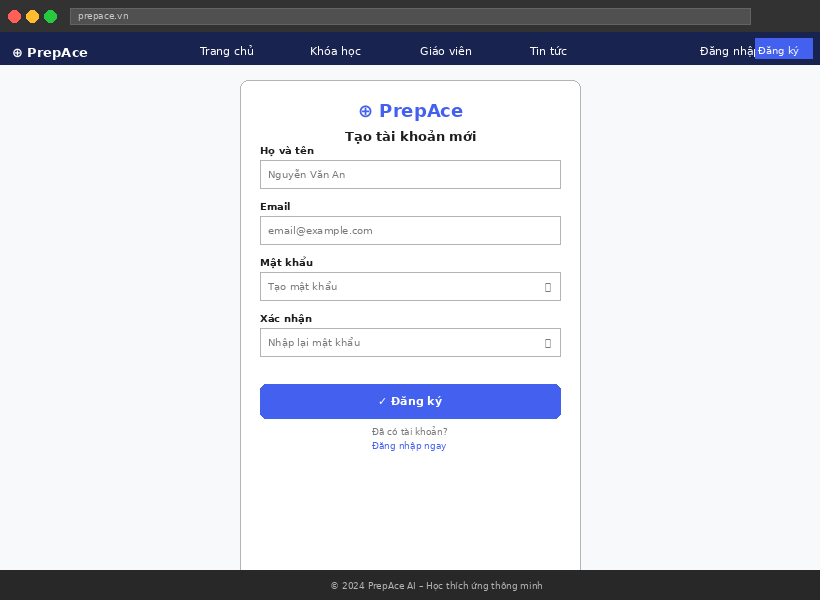 prepace.vn
⊕ PrepAce Trang chủ Khóa học Giáo viên Tin tức Đăng nhập Đăng ký
⊕ PrepAce
Tạo tài khoản mới
Họ và tên
Nguyễn Văn An
Email
email@example.com
Mật khẩu
Tạo mật khẩu
Xác nhận
Nhập lại mật khẩu
✓ Đăng ký
Đã có tài khoản?
Đăng nhập ngay
© 2024 PrepAce AI – Học thích ứng thông minh